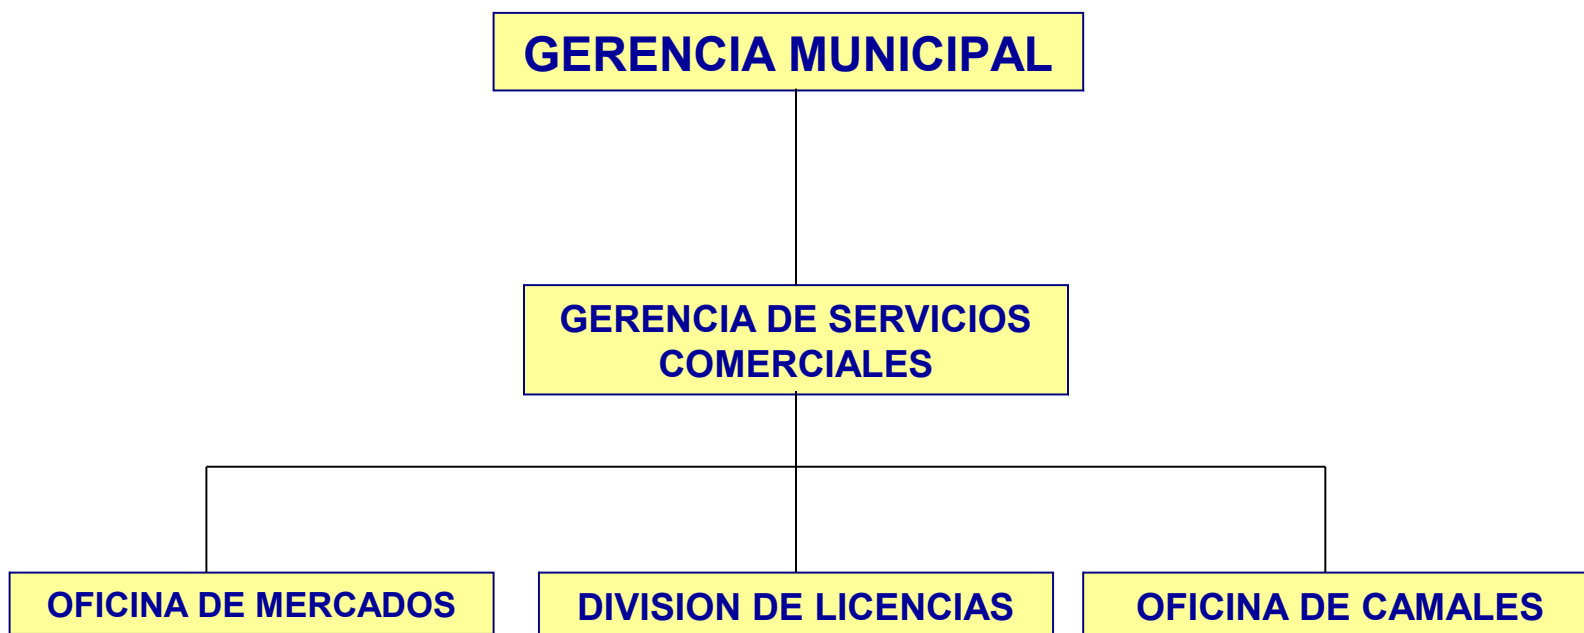 GERENCIA MUNICIPAL
GERENCIA DE SERVICIOS
COMERCIALES
OFICINA DE MERCADOS
DIVISION DE LICENCIAS
OFICINA DE CAMALES